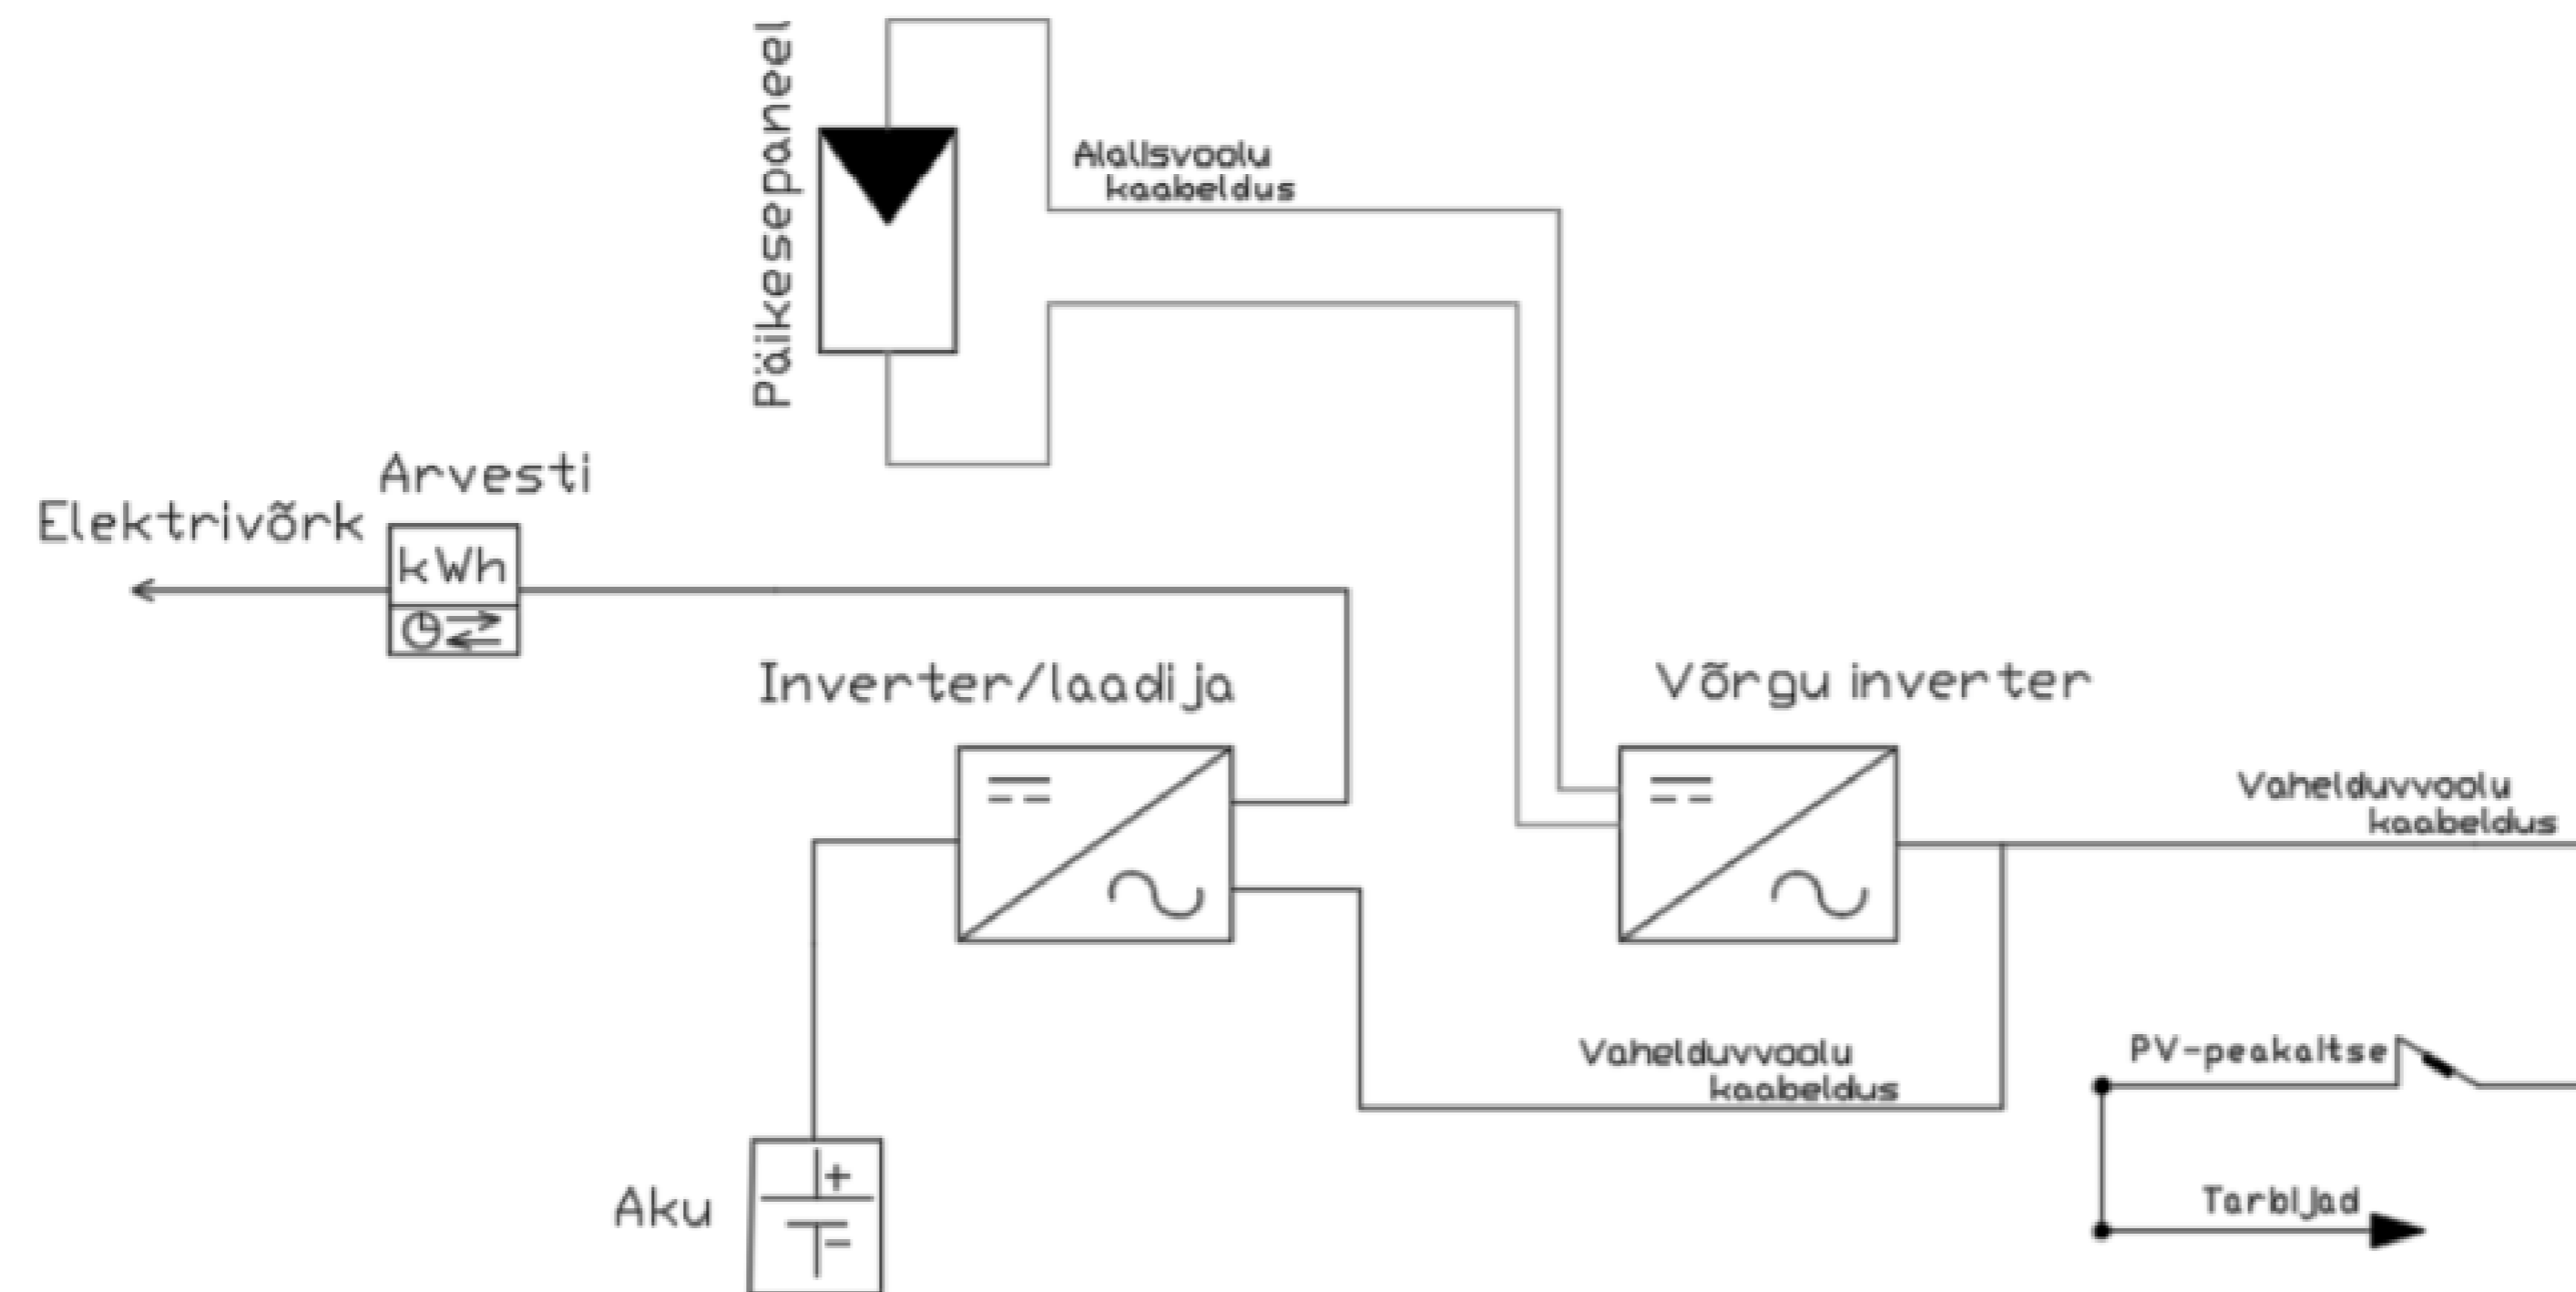 Päikesepaneel
Alalisvoolu
kaabeldus
Arvesti
Elektrivõrk
kWh
Inverter/laadija
Võrgu inverter
Vahelduvvoolu
kaabeldus
Vahelduvvoolu
kaabeldus
PV-peakaitse
Aku
+
-
Tarbijad